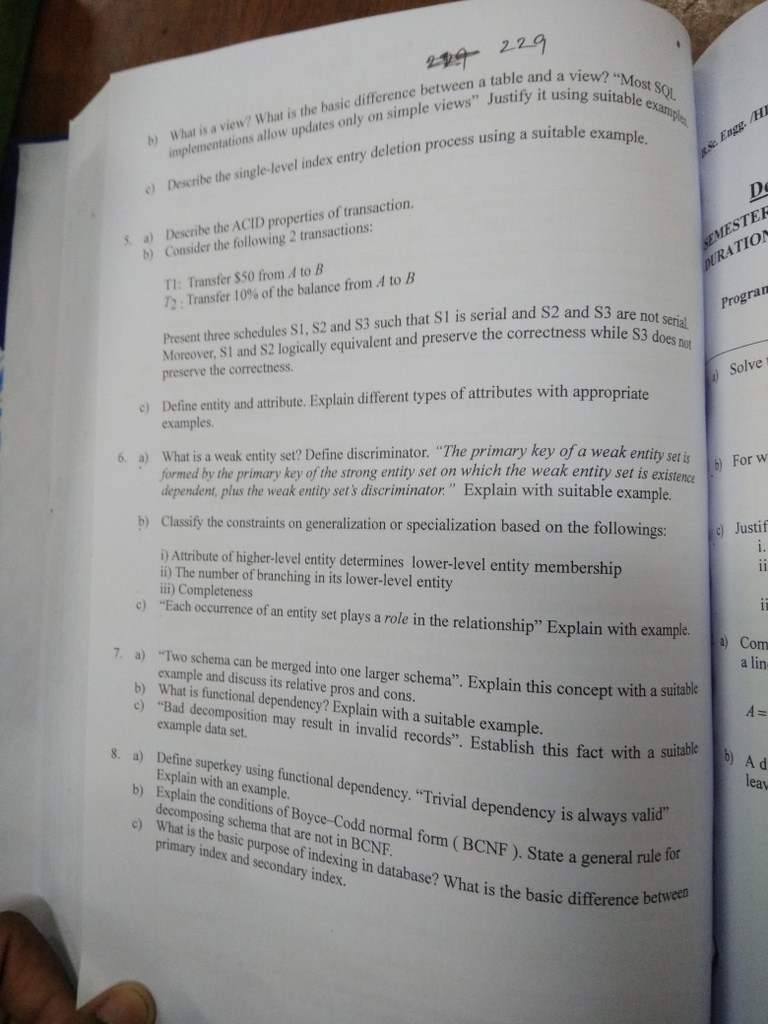 229 229
b) What is a view? What is the basic difference between a table and a view? "Most SQL
implementations allow updates only on simple views" Justify it using suitable examples.
c) Describe the single-level index entry deletion process using a suitable example.
5. a) Describe the ACID properties of transaction.
b) Consider the following 2 transactions:
T1: Transfer $50 from A to B
T2 : Transfer 10% of the balance from A to B
Present three schedules S1, S2 and S3 such that S1 is serial and S2 and S3 are not serial.
Moreover, S1 and S2 logically equivalent and preserve the correctness while S3 does not
preserve the correctness.
c) Define entity and attribute. Explain different types of attributes with appropriate
examples.
6. a) What is a weak entity set? Define discriminator. "The primary key of a weak entity set is
formed by the primary key of the strong entity set on which the weak entity set is existence
dependent, plus the weak entity set's discriminator." Explain with suitable example.
b) Classify the constraints on generalization or specialization based on the followings:
i) Attribute of higher-level entity determines lower-level entity membership
ii) The number of branching in its lower-level entity
iii) Completeness
c) "Each occurrence of an entity set plays a role in the relationship" Explain with example.
7. a) "Two schema can be merged into one larger schema". Explain this concept with a suitable
example and discuss its relative pros and cons.
b) What is functional dependency? Explain with a suitable example.
c) "Bad decomposition may result in invalid records". Establish this fact with a suitable
example data set.
8. a) Define superkey using functional dependency. "Trivial dependency is always valid"
Explain with an example.
b) Explain the conditions of Boyce–Codd normal form ( BCNF ). State a general rule for
decomposing schema that are not in BCNF.
c) What is the basic purpose of indexing in database? What is the basic difference between
primary index and secondary index.
B.Sc. Engg. /HD
SEMESTER
DURATION
Program
a) Solve
b) For w
c) Justif
i.
ii
ii
a) Com
a lin
A =
b) A d
leav